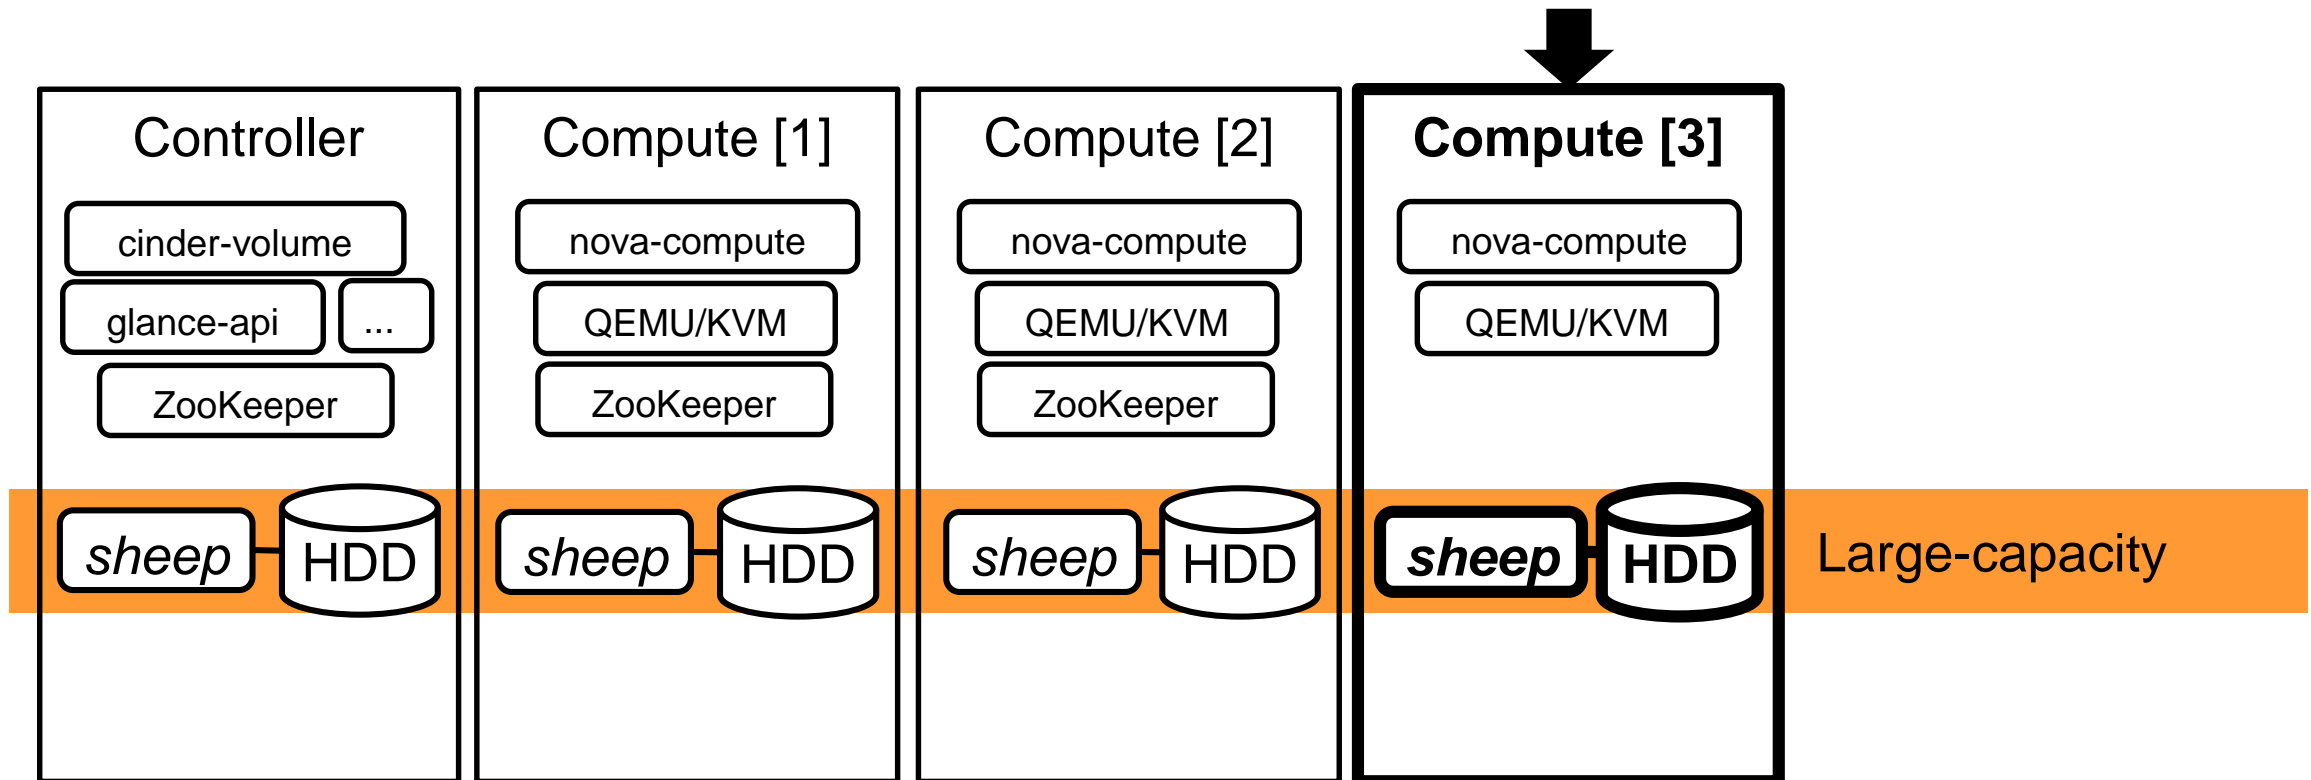 Controller
cinder-volume
glance-api
...
ZooKeeper
sheep
HDD
Compute [1]
nova-compute
QEMU/KVM
ZooKeeper
sheep
HDD
Compute [2]
nova-compute
QEMU/KVM
ZooKeeper
sheep
HDD
Compute [3]
nova-compute
QEMU/KVM
sheep
HDD
Large-capacity